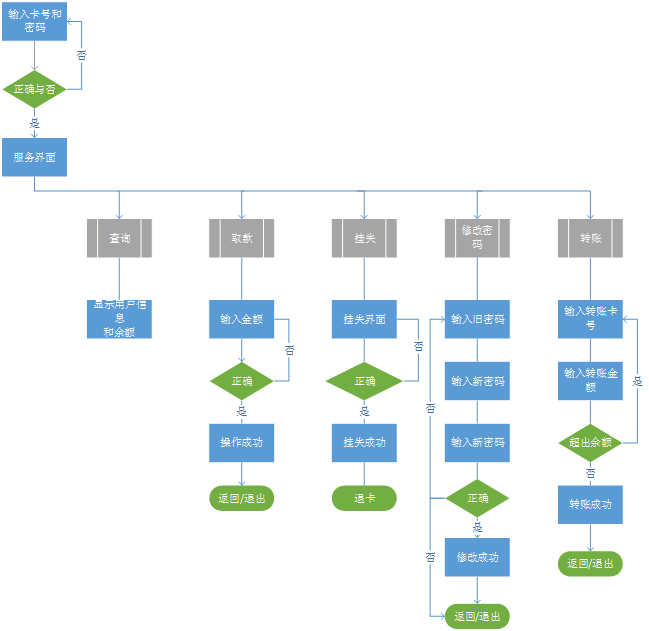 输入卡号和
密码
否
正确与否
是
服务界面
查询
取款
挂失
修改密
码
转账
显示用户信
息
和余额
输入金额
挂失界面
输入旧密码
输入转账卡
号
否
否
正确
正确
输入新密码
输入转账金
额
是
是
是
否
操作成功
挂失成功
输入新密码
超出余额
否
返回/退出
退卡
正确
转账成功
是
否
修改成功
返回/退出
返回/退出